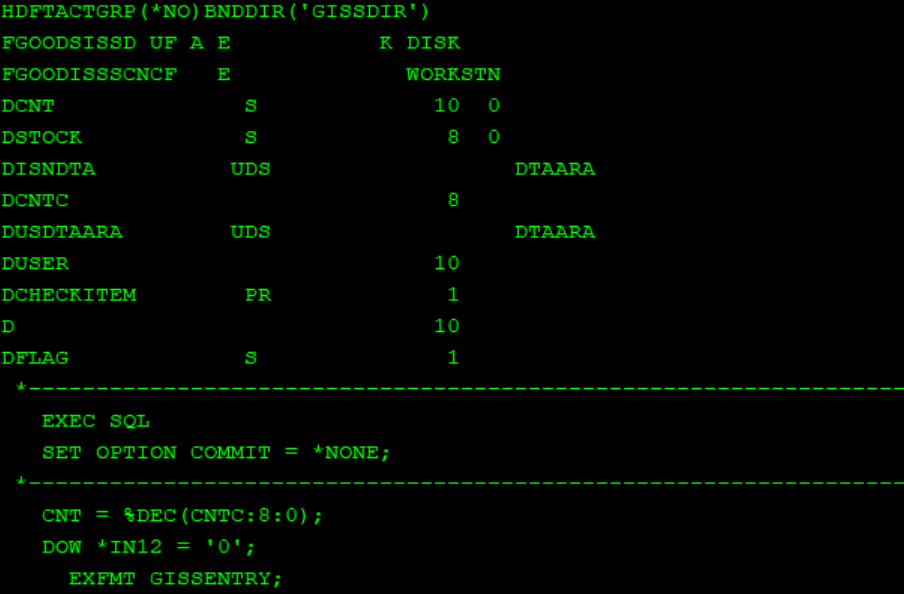 HDFTACTGRP(*NO)BNDDIR('GISSDIR')
FGOODSISSD UF A E           K DISK
FGOODISSSCNCF   E             WORKSTN
DCNT              S             10  0
DSTOCK            S              8  0
DISNDTA          UDS                  DTAARA
DCNTC                            8
DUSDTAARA        UDS                  DTAARA
DUSER                           10
DCHECKITEM        PR             1
D                               10
DFLAG             S              1
 *-----------------------------------------------------------------
   EXEC SQL
   SET OPTION COMMIT = *NONE;
 *-----------------------------------------------------------------
   CNT = %DEC(CNTC:8:0);
   DOW *IN12 = '0';
     EXFMT GISSENTRY;